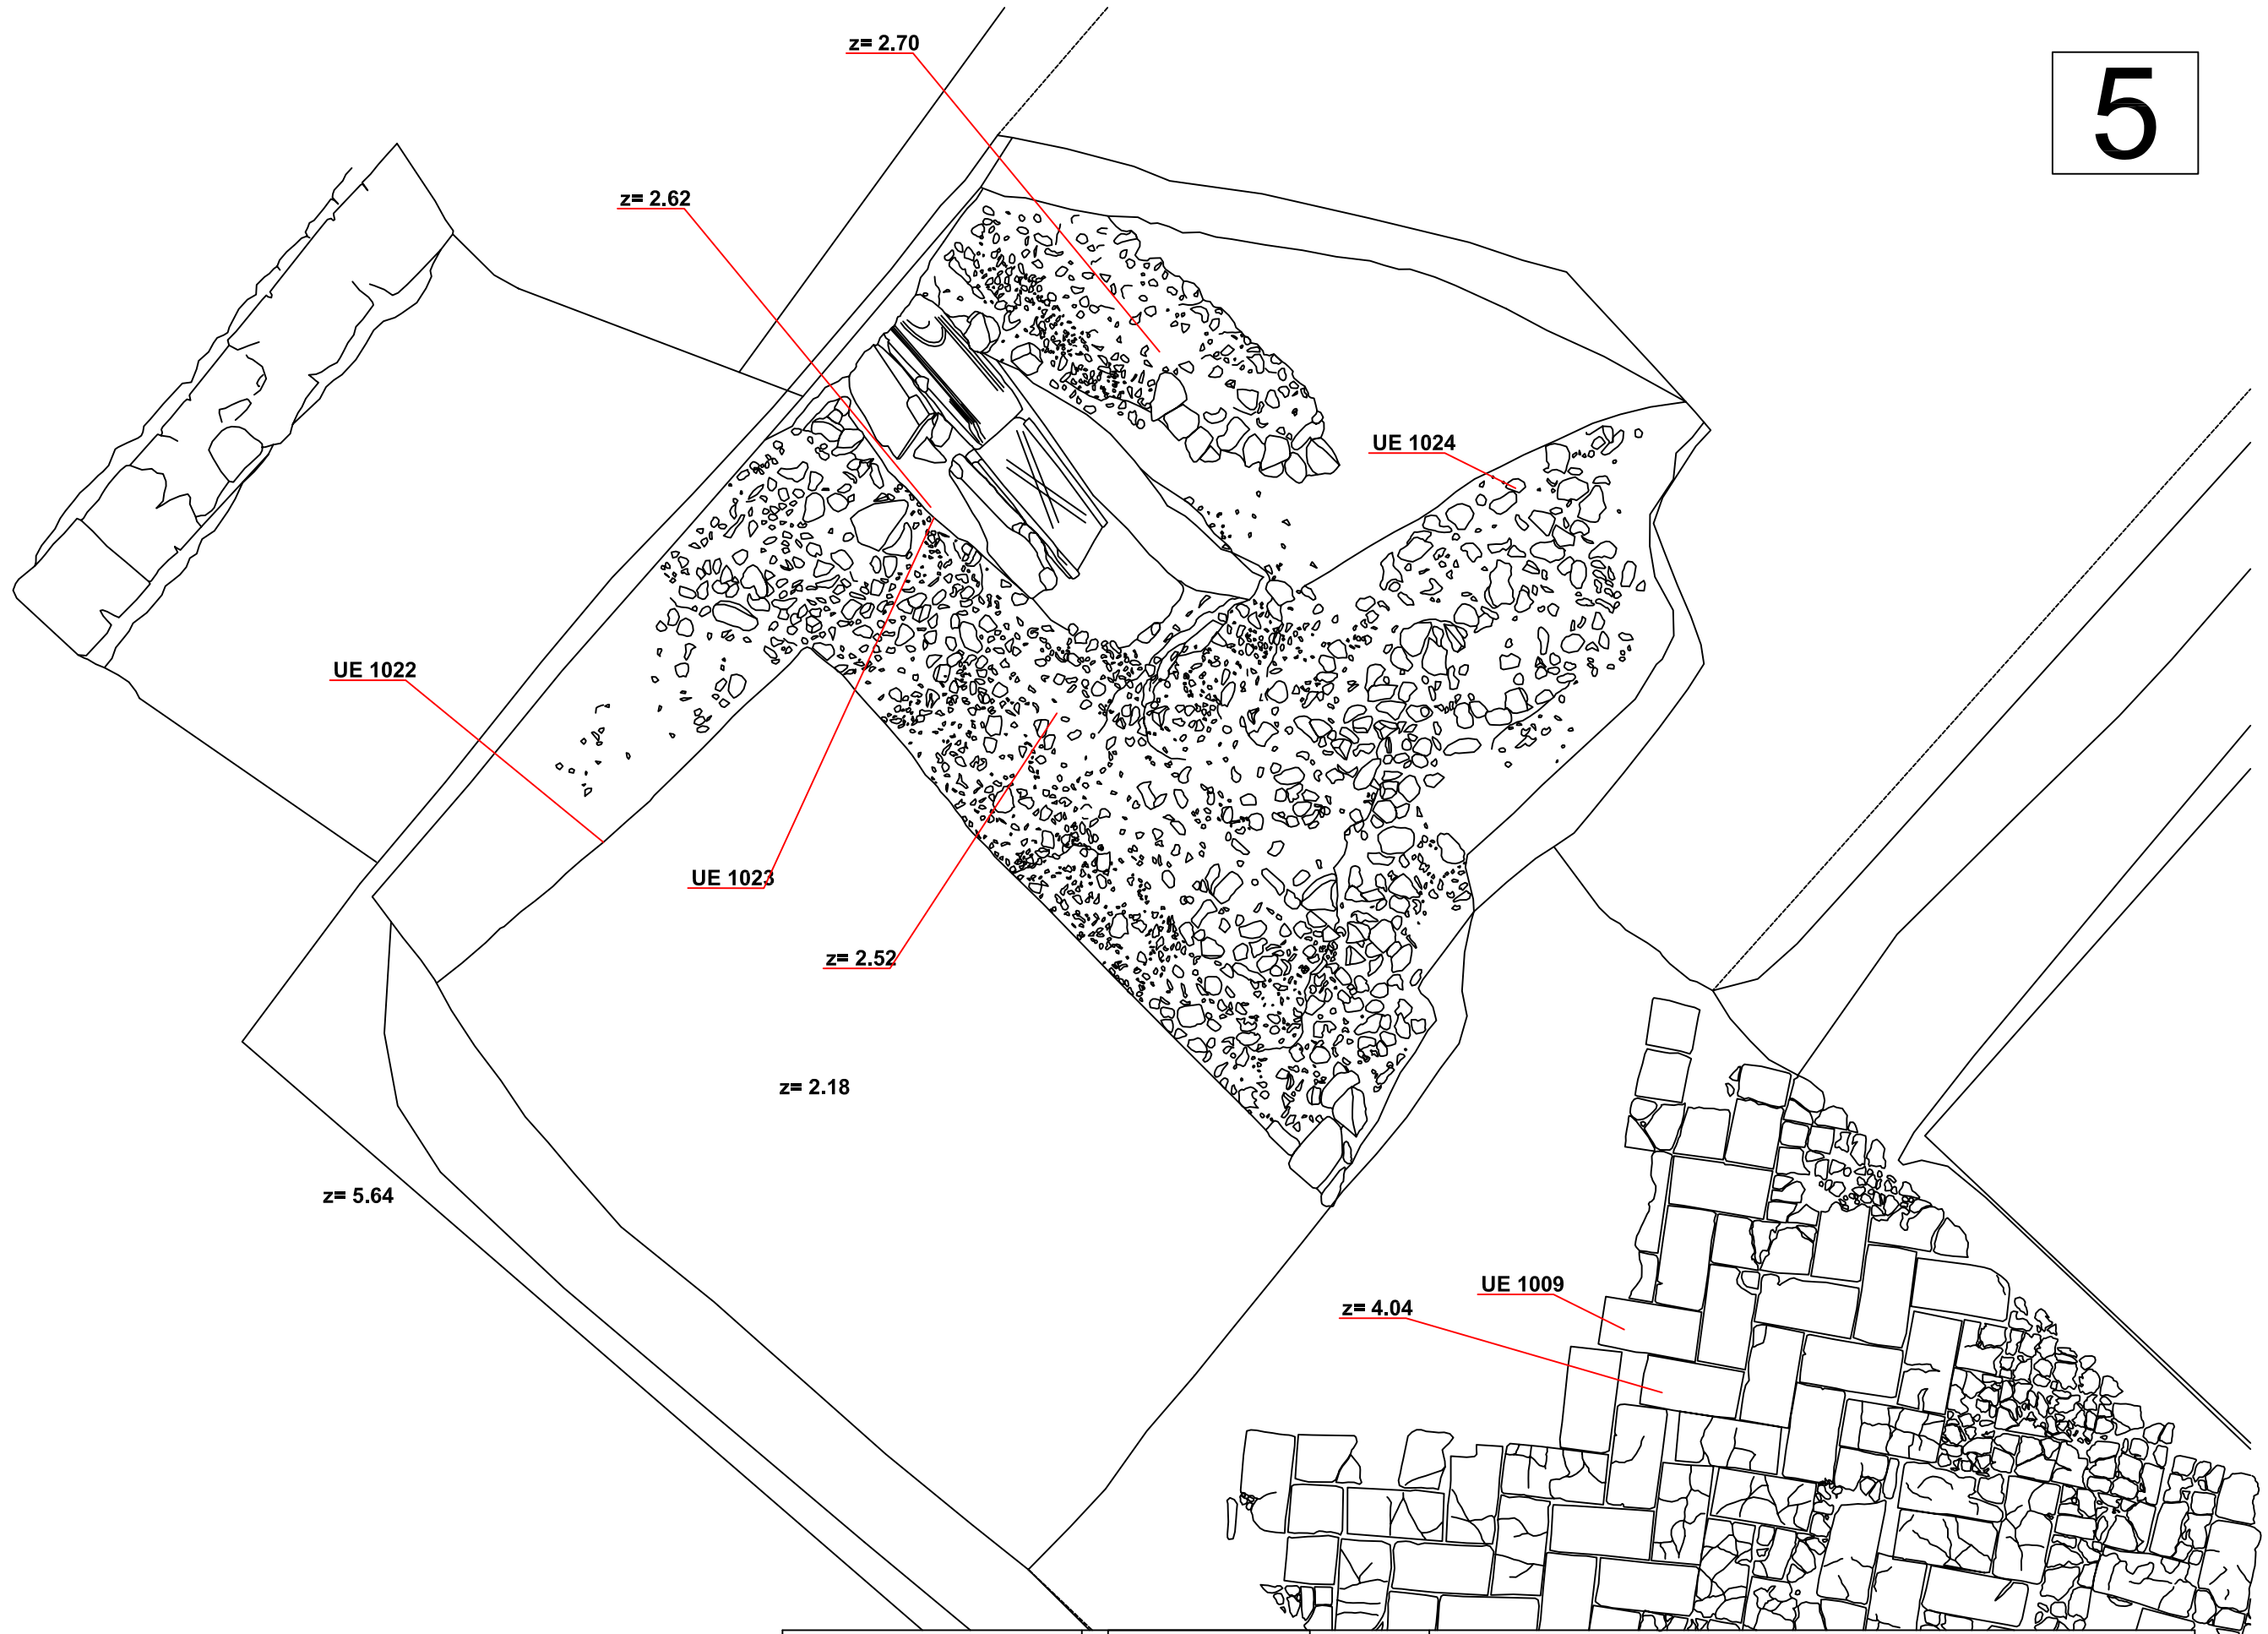 z= 2.70
5
z= 2.62
UE 1024
UE 1022
UE 1023
z= 2.52
z= 2.18
z= 5.64
UE 1009
z= 4.04